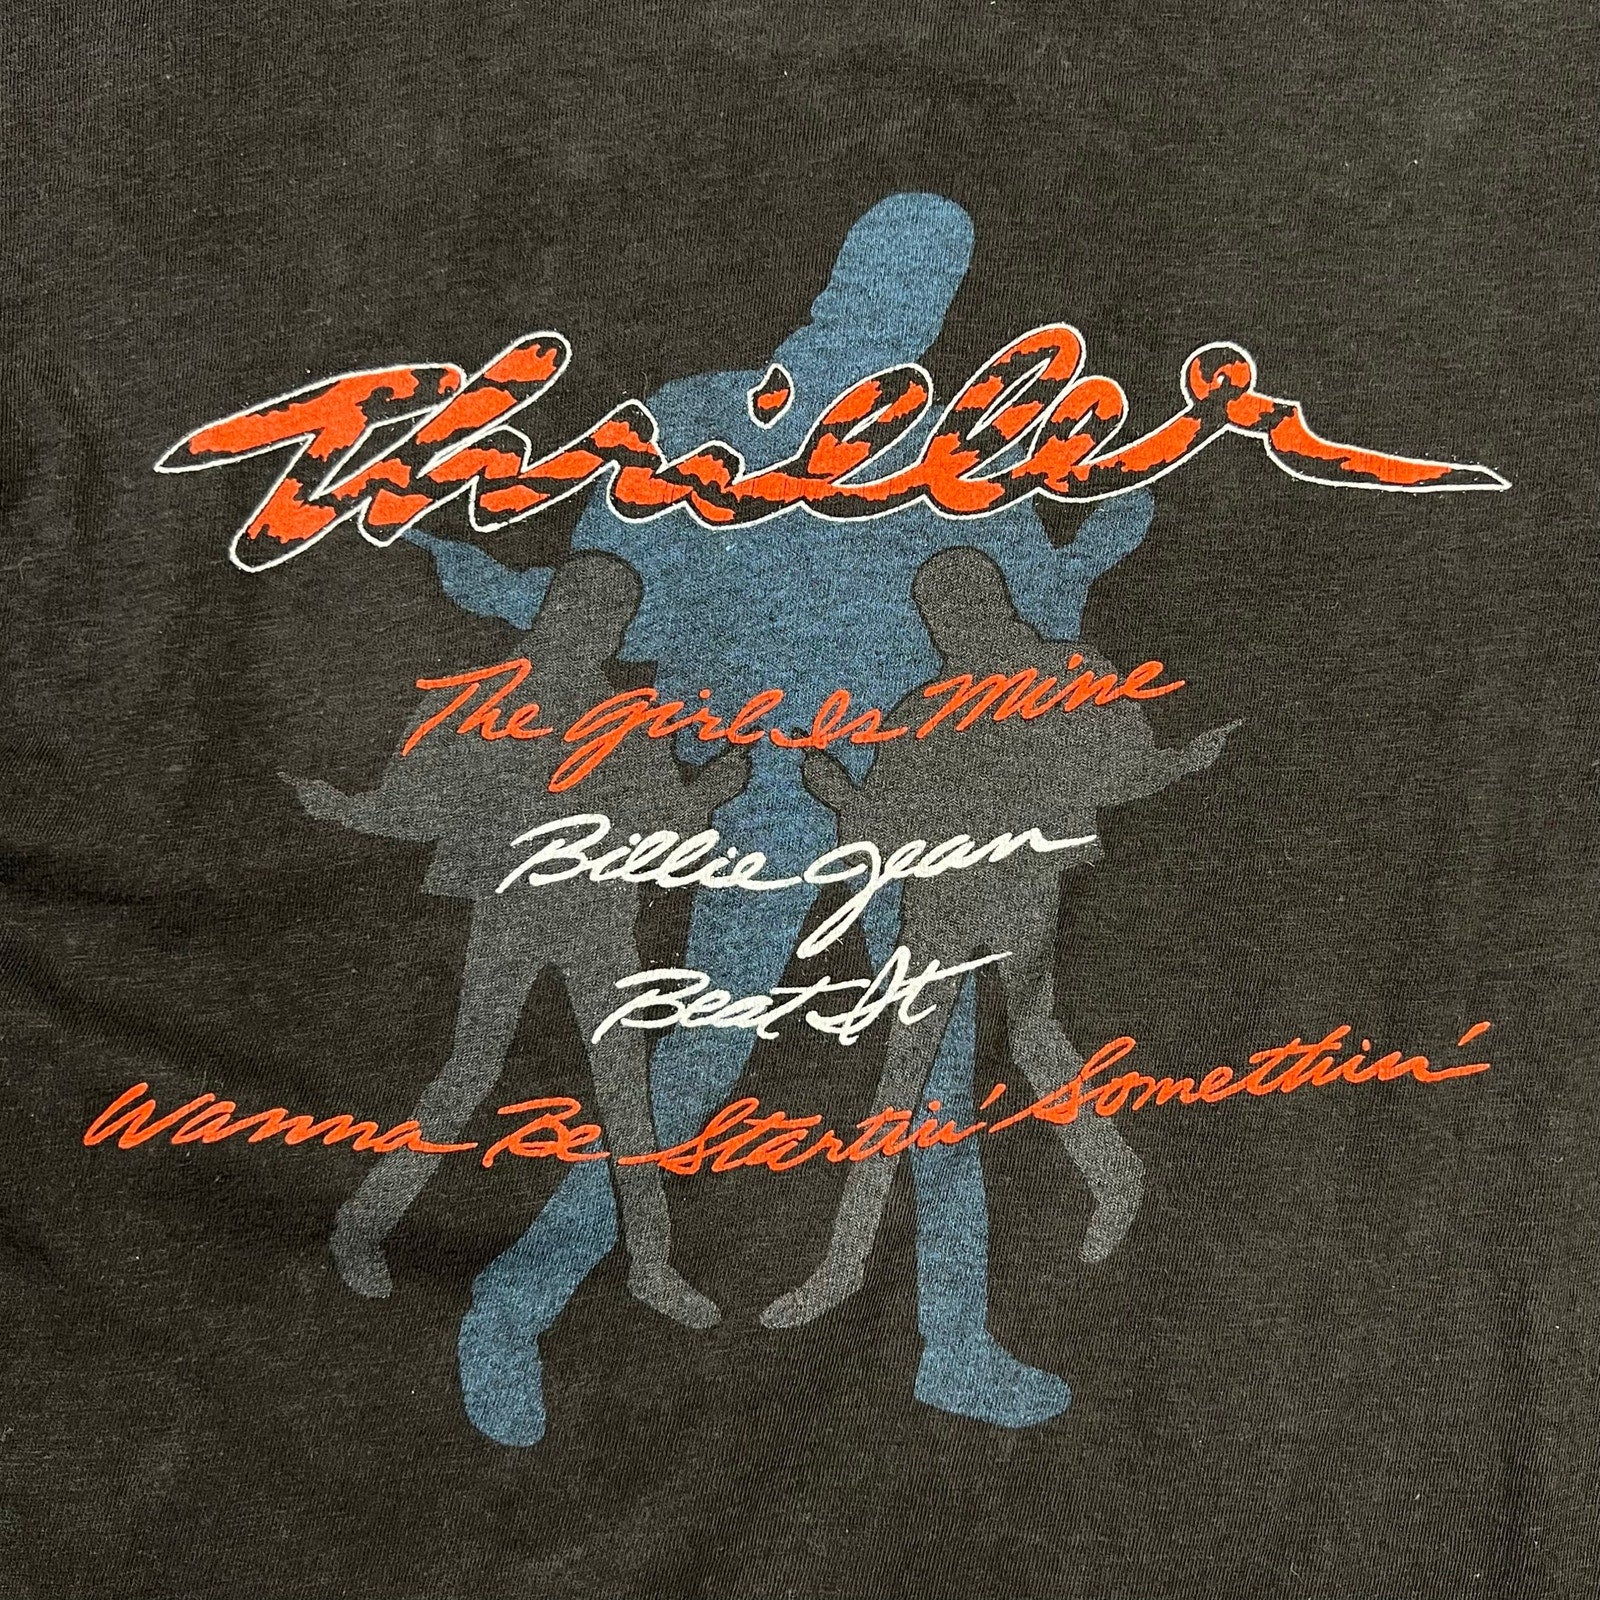 Thriller
The Girl Is Mine
Billie Jean
Beat It
Wanna Be Startin' Somethin'